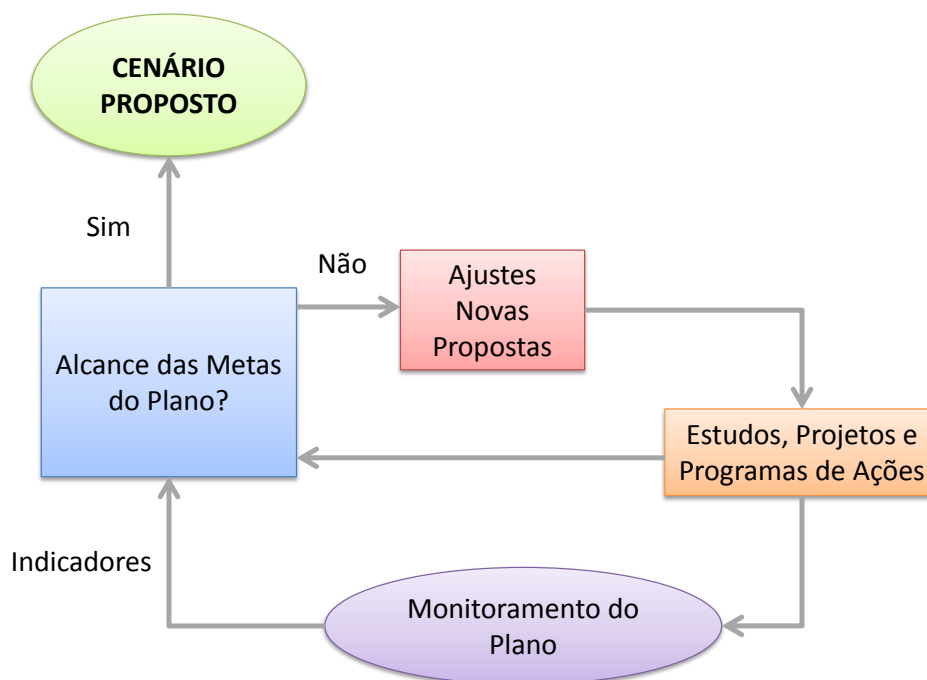 CENÁRIO
PROPOSTO
Sim
Não
Ajustes
Novas
Propostas
Alcance das Metas
do Plano?
Estudos, Projetos e
Programas de Ações
Indicadores
Monitoramento do
Plano